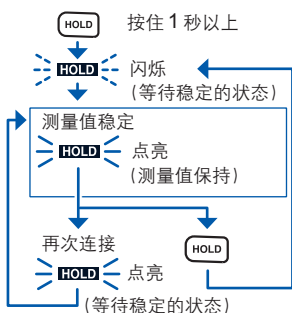 HOLD 按住1秒以上
HOLD 闪烁
(等待稳定的状态)
测量值稳定
HOLD 点亮
(测量值保持)
再次连接
HOLD
HOLD 点亮
(等待稳定的状态)